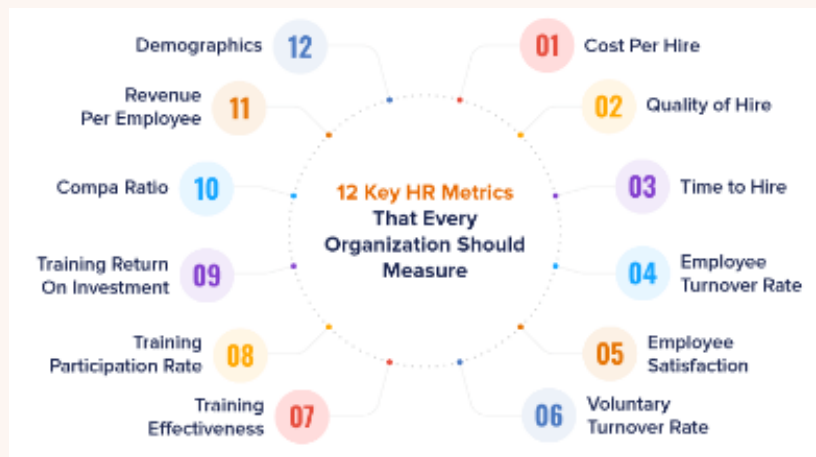 12 Key HR Metrics
That Every
Organization Should
Measure
01
Cost Per Hire
02
Quality of Hire
03
Time to Hire
04
Employee
Turnover Rate
05
Employee
Satisfaction
06
Voluntary
Turnover Rate
07
Training
Effectiveness
08
Training
Participation Rate
09
Training Return
On Investment
10
Compa Ratio
11
Revenue
Per Employee
12
Demographics